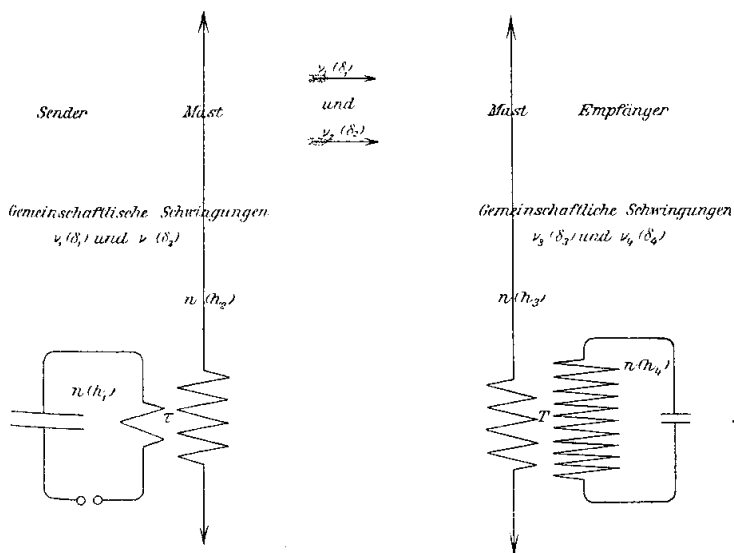 ν₁ (δ₁)
und
ν₂ (δ₂)
Sender
Mast
Mast
Empfänger
Gemeinschaftlische Schwingungen
ν₁(δ₁) und ν (δ₂)
Gemeinschaftliche Schwingungen
ν₃ (δ₃) und ν₄ (δ₄)
n (h₂)
n (h₃)
n (h₁)
τ
T
n (h₄)